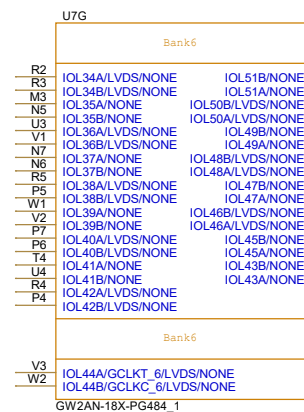 U7G
Bank6
R2 IOL34A/LVDS/NONE IOL51B/NONE
R3 IOL34B/LVDS/NONE IOL51A/NONE
M3 IOL35A/NONE IOL50B/LVDS/NONE
N5 IOL35B/NONE IOL50A/LVDS/NONE
U3 IOL36A/LVDS/NONE IOL49B/NONE
V1 IOL36B/LVDS/NONE IOL49A/NONE
N7 IOL37A/NONE IOL48B/LVDS/NONE
N6 IOL37B/NONE IOL48A/LVDS/NONE
R5 IOL38A/LVDS/NONE IOL47B/NONE
P5 IOL38B/LVDS/NONE IOL47A/NONE
W1 IOL39A/NONE IOL46B/LVDS/NONE
V2 IOL39B/NONE IOL46A/LVDS/NONE
P7 IOL40A/LVDS/NONE IOL45B/NONE
P6 IOL40B/LVDS/NONE IOL45A/NONE
T4 IOL41A/NONE IOL43B/NONE
U4 IOL41B/NONE IOL43A/NONE
R4 IOL42A/LVDS/NONE
P4 IOL42B/LVDS/NONE
Bank6
V3 IOL44A/GCLKT_6/LVDS/NONE
W2 IOL44B/GCLKC_6/LVDS/NONE
GW2AN-18X-PG484_1